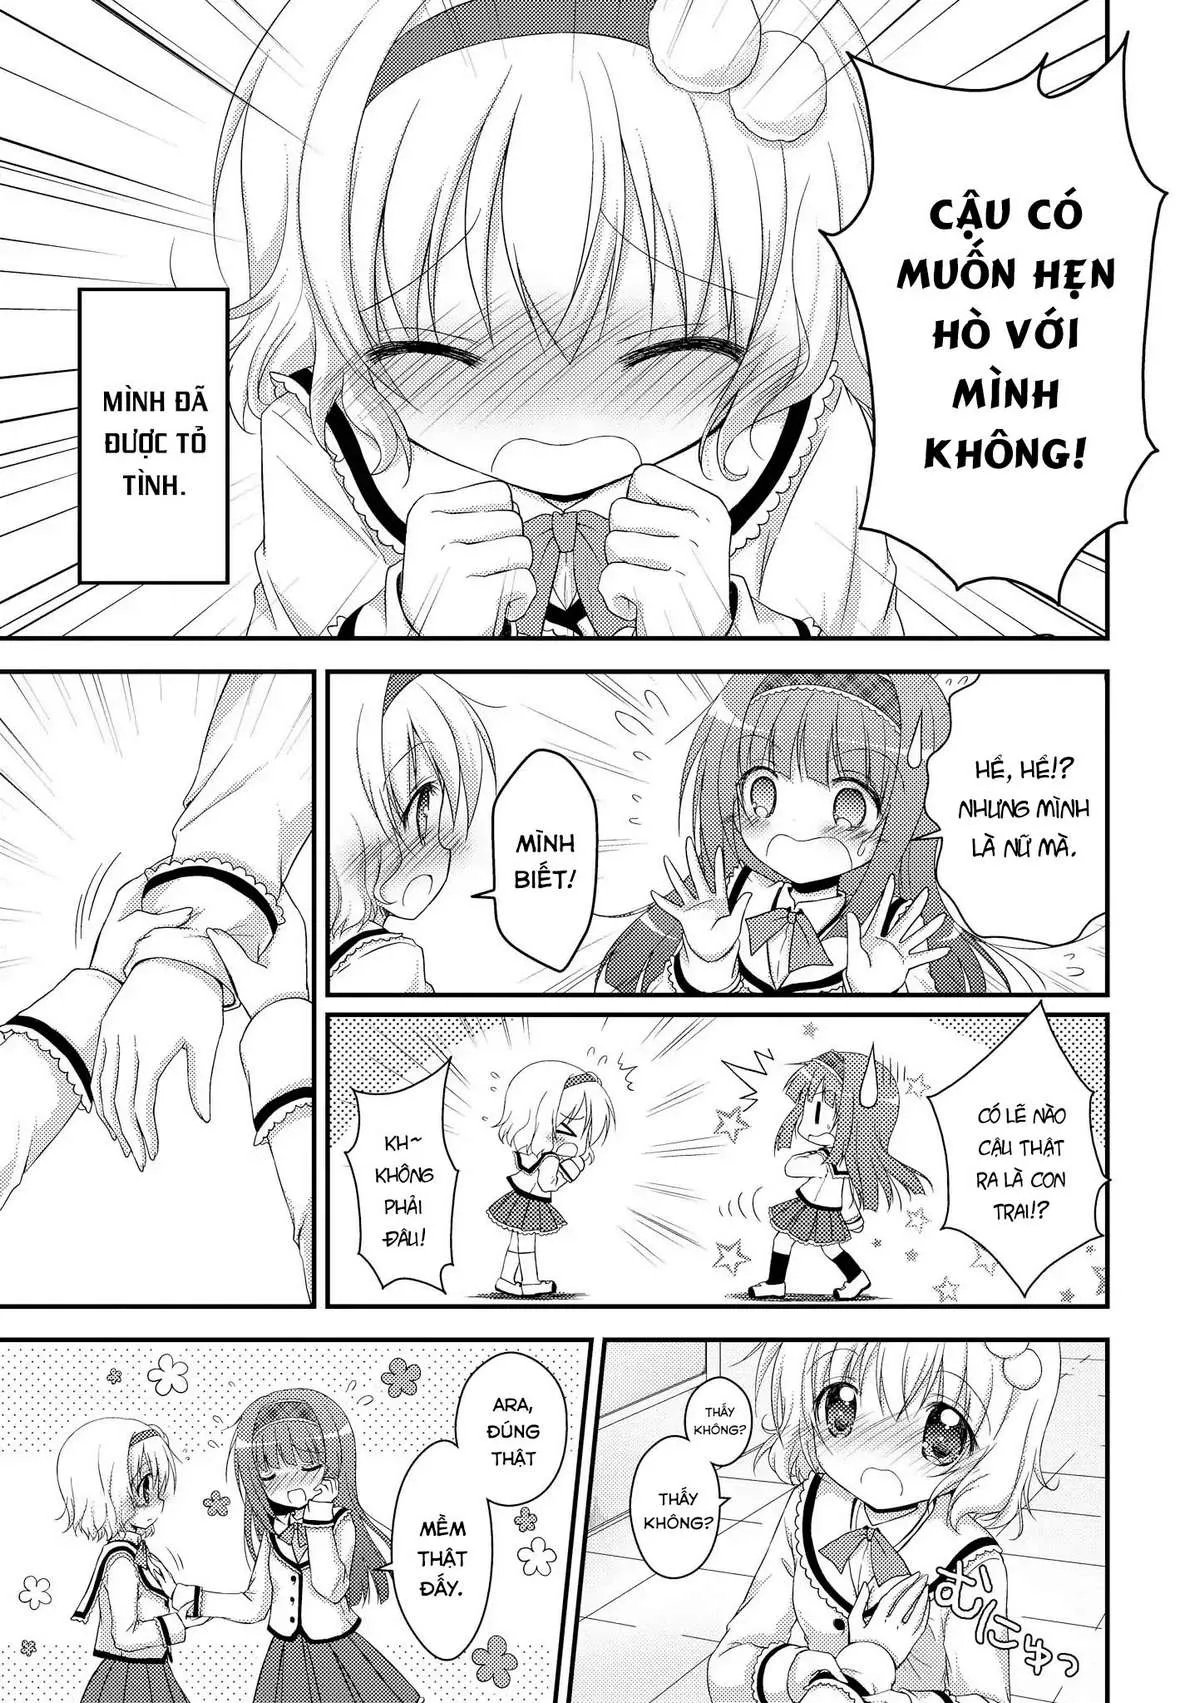 CẬU CÓ
MUỐN HẸN
HÒ VỚI
MÌNH
KHÔNG!
MÌNH ĐÃ
ĐƯỢC TỎ
TÌNH.
HỂ, HỂ!?
NHƯNG MÌNH
LÀ NỮ MÀ.
MÌNH
BIẾT!
CÓ LẼ NÀO
CẬU THẬT
RA LÀ CON
TRAI!?
KH~
KHÔNG
PHẢI
ĐÂU!
THẤY
KHÔNG?
THẤY
KHÔNG?
むにゅっ
ARA,
ĐÚNG
THẬT
MỀM
THẬT
ĐẤY.